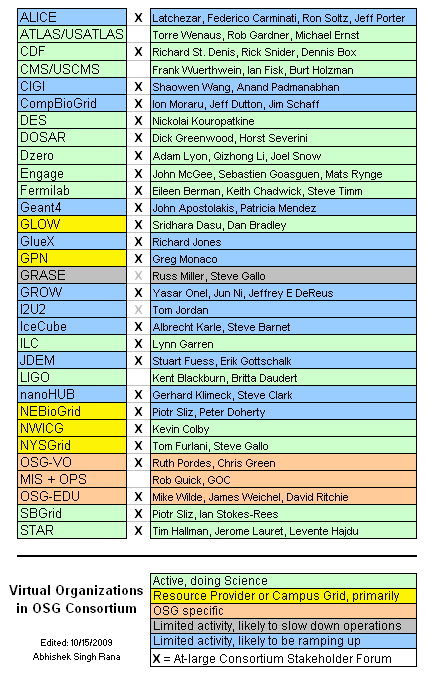 ALICE X Latchezar, Federico Carminati, Ron Soltz, Jeff Porter
ATLAS/USATLAS Torre Wenaus, Rob Gardner, Michael Ernst
CDF X Richard St. Denis, Rick Snider, Dennis Box
CMS/USCMS Frank Wuerthwein, Ian Fisk, Burt Holzman
CIGI X Shaowen Wang, Anand Padmanabhan
CompBioGrid X Ion Moraru, Jeff Dutton, Jim Schaff
DES X Nickolai Kouropatkine
DOSAR X Dick Greenwood, Horst Severini
Dzero X Adam Lyon, Qizhong Li, Joel Snow
Engage X John McGee, Sebastien Goasguen, Mats Rynge
Fermilab X Eileen Berman, Keith Chadwick, Steve Timm
Geant4 X John Apostolakis, Patricia Mendez
GLOW X Sridhara Dasu, Dan Bradley
GlueX X Richard Jones
GPN X Greg Monaco
GRASE X Russ Miller, Steve Gallo
GROW X Yasar Onel, Jun Ni, Jeffrey E DeReus
I2U2 X Tom Jordan
IceCube X Albrecht Karle, Steve Barnet
ILC X Lynn Garren
JDEM X Stuart Fuess, Erik Gottschalk
LIGO Kent Blackburn, Britta Daudert
nanoHUB X Gerhard Klimeck, Steve Clark
NEBioGrid X Piotr Sliz, Peter Doherty
NWICG X Kevin Colby
NYSGrid X Tom Furlani, Steve Gallo
OSG-VO X Ruth Pordes, Chris Green
MIS + OPS Rob Quick, GOC
OSG-EDU X Mike Wilde, James Weichel, David Ritchie
SBGrid X Piotr Sliz, Ian Stokes-Rees
STAR X Tim Hallman, Jerome Lauret, Levente Hajdu
Virtual Organizations
in OSG Consortium
Edited: 10/15/2009
Abhishek Singh Rana
Active, doing Science
Resource Provider or Campus Grid, primarily
OSG specific
Limited activity, likely to slow down operations
Limited activity, likely to be ramping up
X = At-large Consortium Stakeholder Forum